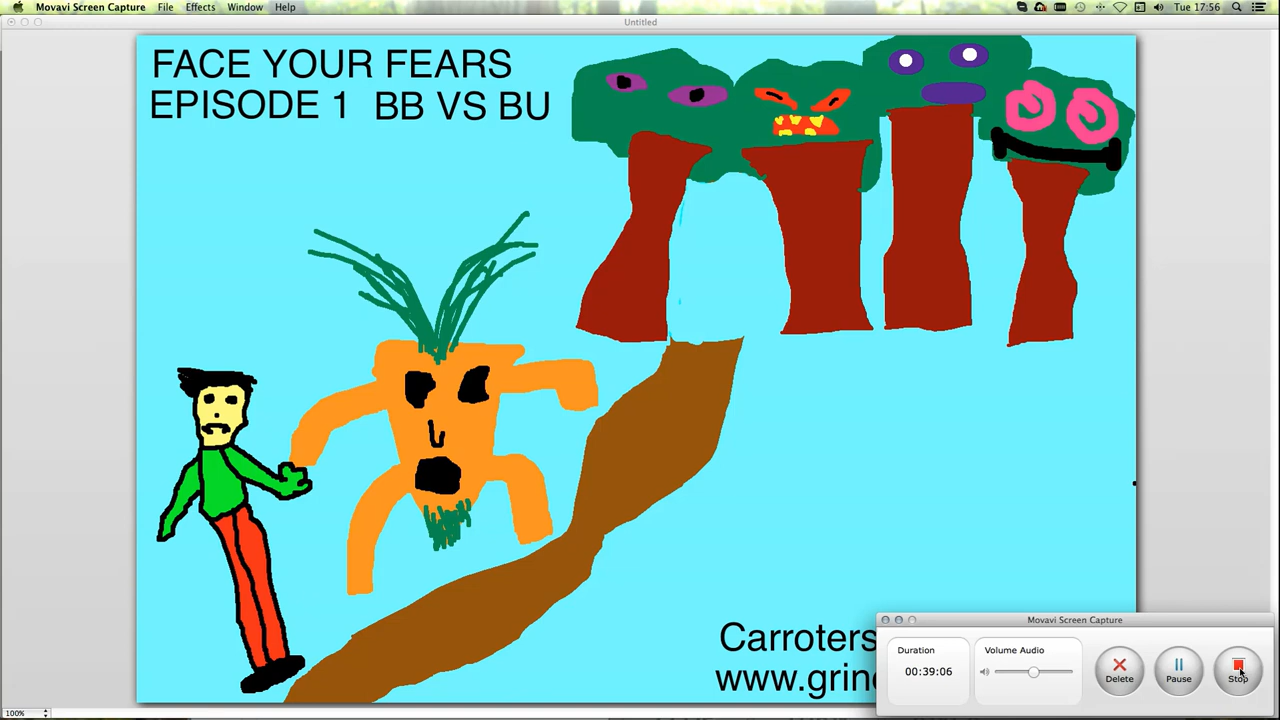 Movavi Screen Capture File Effects Window Help Tue 17:56
Untitled
FACE YOUR FEARS
EPISODE 1 BB VS BU
Carroters
www.grin
Movavi Screen Capture
Duration
00:39:06
Volume Audio
Delete
Pause
Stop
100%